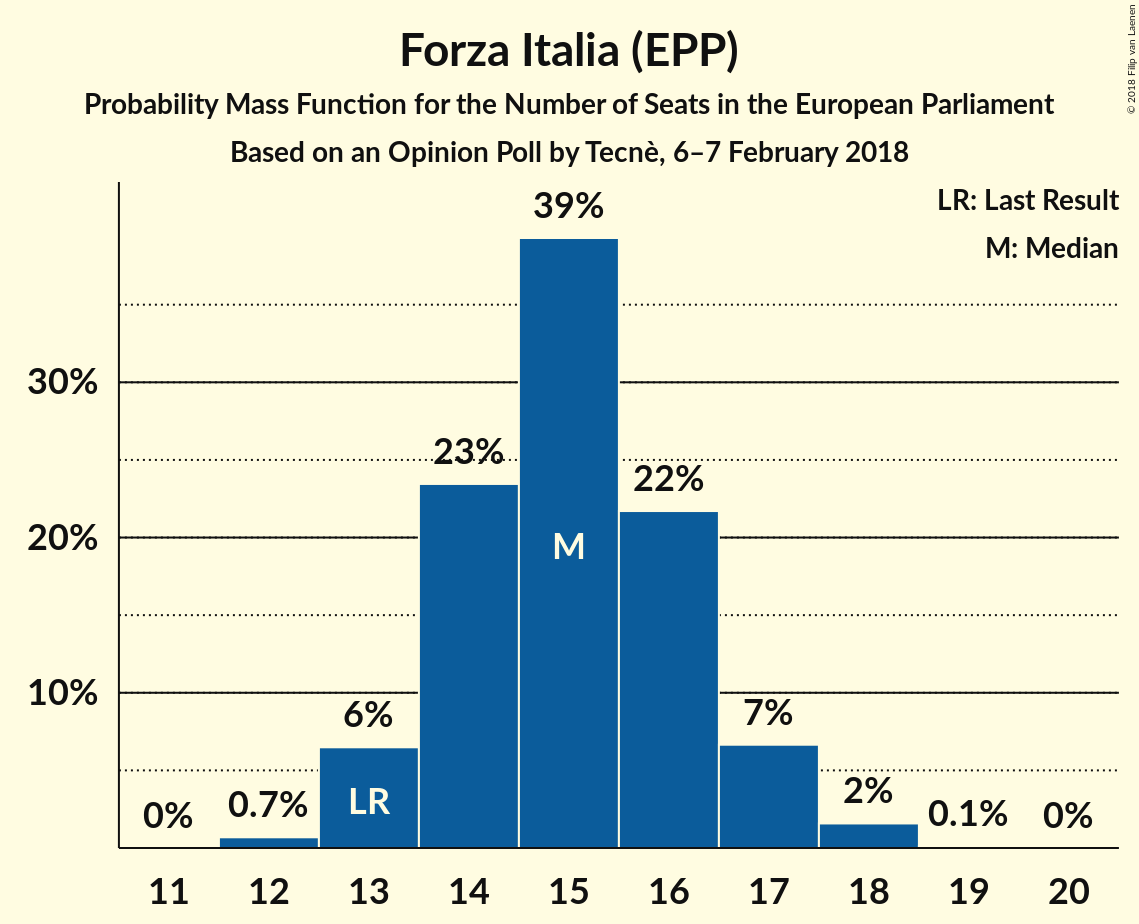 Forza Italia (EPP)
Probability Mass Function for the Number of Seats in the European Parliament
Based on an Opinion Poll by Tecnè, 6–7 February 2018
© 2018 Filip van Laenen
LR: Last Result
M: Median
39%
30%
23%
22%
20%
M
10%
6%
7%
LR
0%
0.7%
2%
0.1%
0%
11 12 13 14 15 16 17 18 19 20